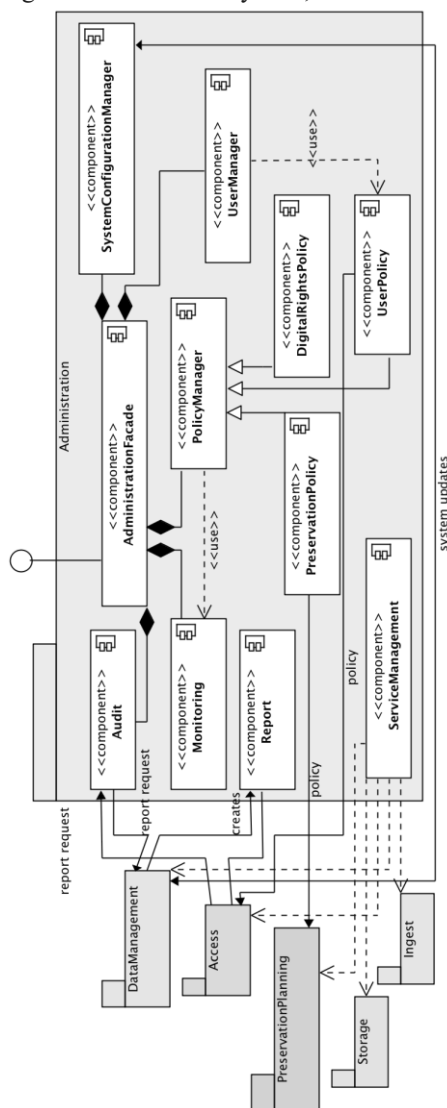 report request
Administration
<<component>>
Audit
<<component>>
AdministrationFacade
<<component>>
SystemConfigurationManager
report request
DataManagement
<<component>>
Monitoring
<<component>>
PolicyManager
<<component>>
UserManager
<<use>>
creates
Access
<<component>>
Report
<<component>>
DigitalRightsPolicy
<<use>>
policy
PreservationPlanning
<<component>>
PreservationPolicy
<<component>>
UserPolicy
policy
Storage
<<component>>
ServiceManagement
Ingest
system updates